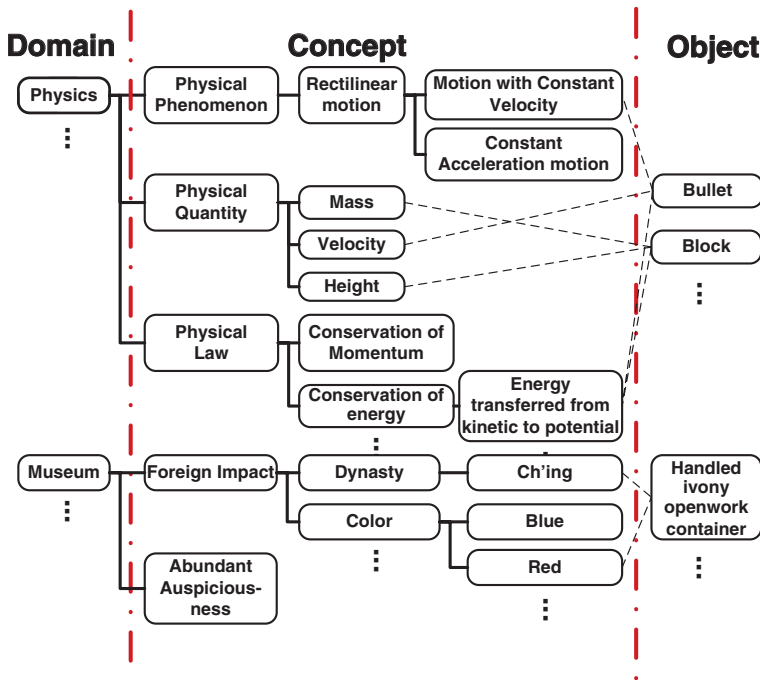 Domain
Concept
Object
Physics
Physical
Phenomenon
Rectilinear
motion
Motion with Constant
Velocity
Constant
Acceleration motion
Physical
Quantity
Mass
Velocity
Height
Bullet
Block
Physical
Law
Conservation of
Momentum
Conservation of
energy
Energy
transferred from
kinetic to potential
Museum
Foreign Impact
Dynasty
Ch'ing
Handled
ivony
openwork
container
Color
Blue
Red
Abundant
Auspicious-
ness